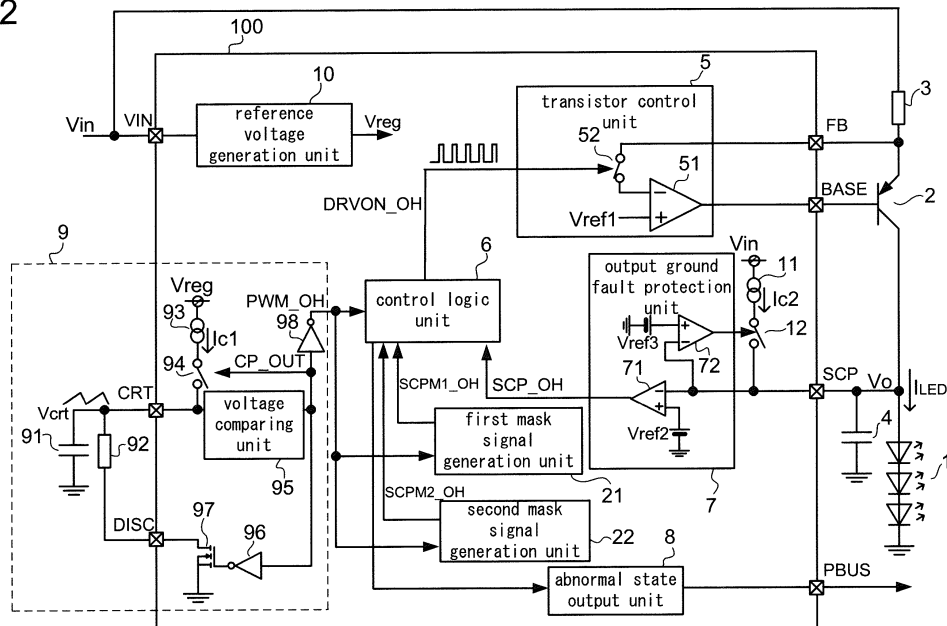 2
100
10
5
3
Vin
VIN
reference
voltage
generation unit
Vreg
transistor control
unit
52
51
FB
BASE
2
DRVON_OH
Vref1
9
6
Vin
11
Ic2
12
output ground
fault protection
unit
Vreg
93
Ic1
94
PWM_OH
98
control logic
unit
Vref3
72
CP_OUT
SCPM1_OH
SCP_OH
71
SCP
Vo
ILED
CRT
Vcrt
91
92
voltage
comparing
unit
95
first mask
signal
generation unit
21
Vref2
7
4
1
SCPM2_OH
DISC
97
96
second mask
signal
generation unit
22
8
abnormal state
output unit
PBUS